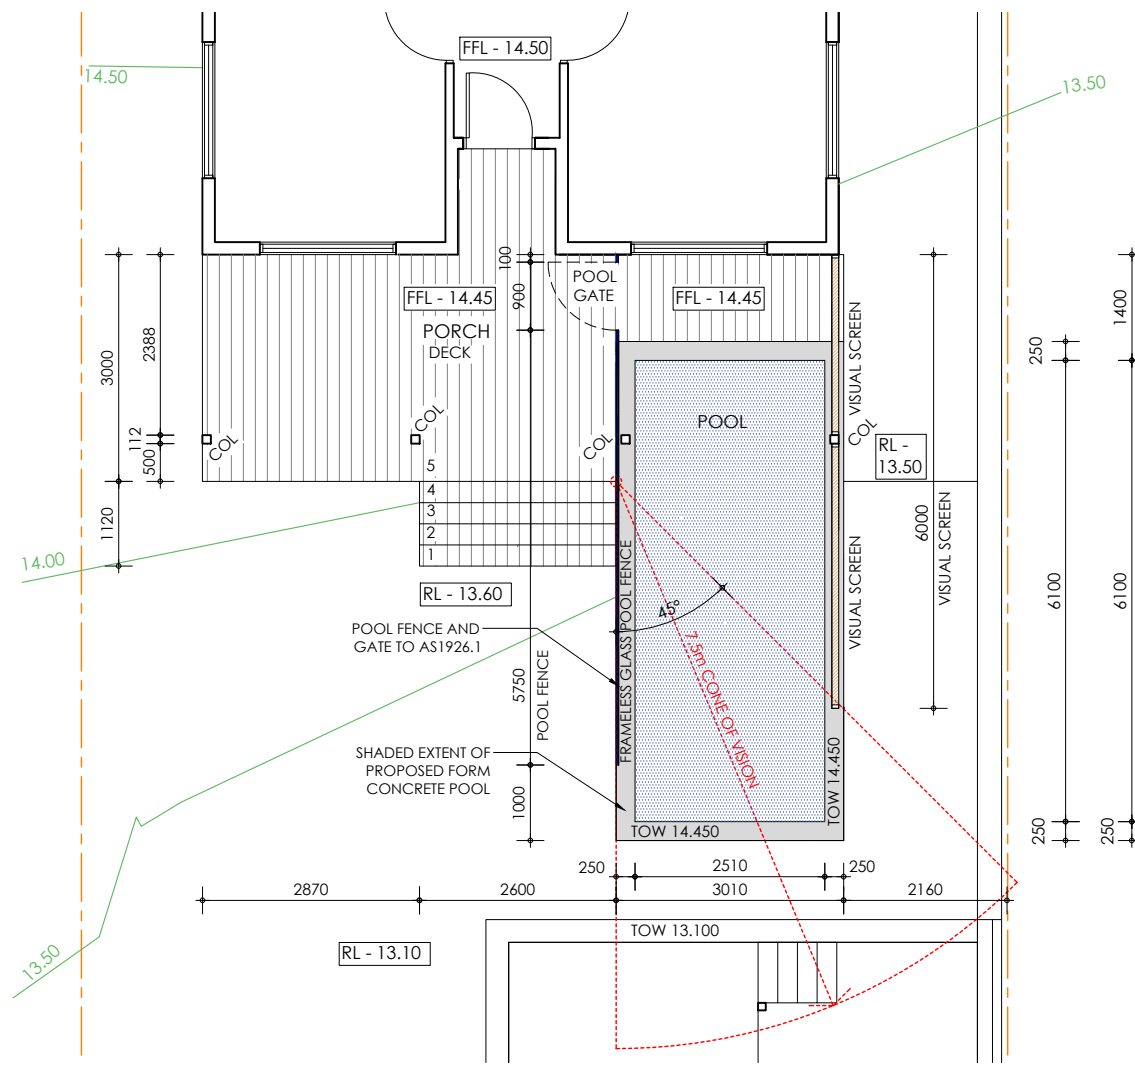 FFL - 14.50
14.50
13.50
POOL
GATE
FFL - 14.45
FFL - 14.45
PORCH
DECK
100
900
3000
2388
112
500
1120
VISUAL SCREEN
1400
250
POOL
COL
COL
COL
COL
RL -
13.50
5
4
3
2
1
6000
VISUAL SCREEN
VISUAL SCREEN
14.00
RL - 13.60
FRAMELESS GLASS POOL FENCE
45°
7.5m CONE OF VISION
6100
6100
POOL FENCE AND
GATE TO AS1926.1
5750
POOL FENCE
SHADED EXTENT OF
PROPOSED FORM
CONCRETE POOL
1000
TOW 14.450
TOW 14.450
250
250
250
2510
250
2870
2600
3010
2160
TOW 13.100
RL - 13.10
13.50